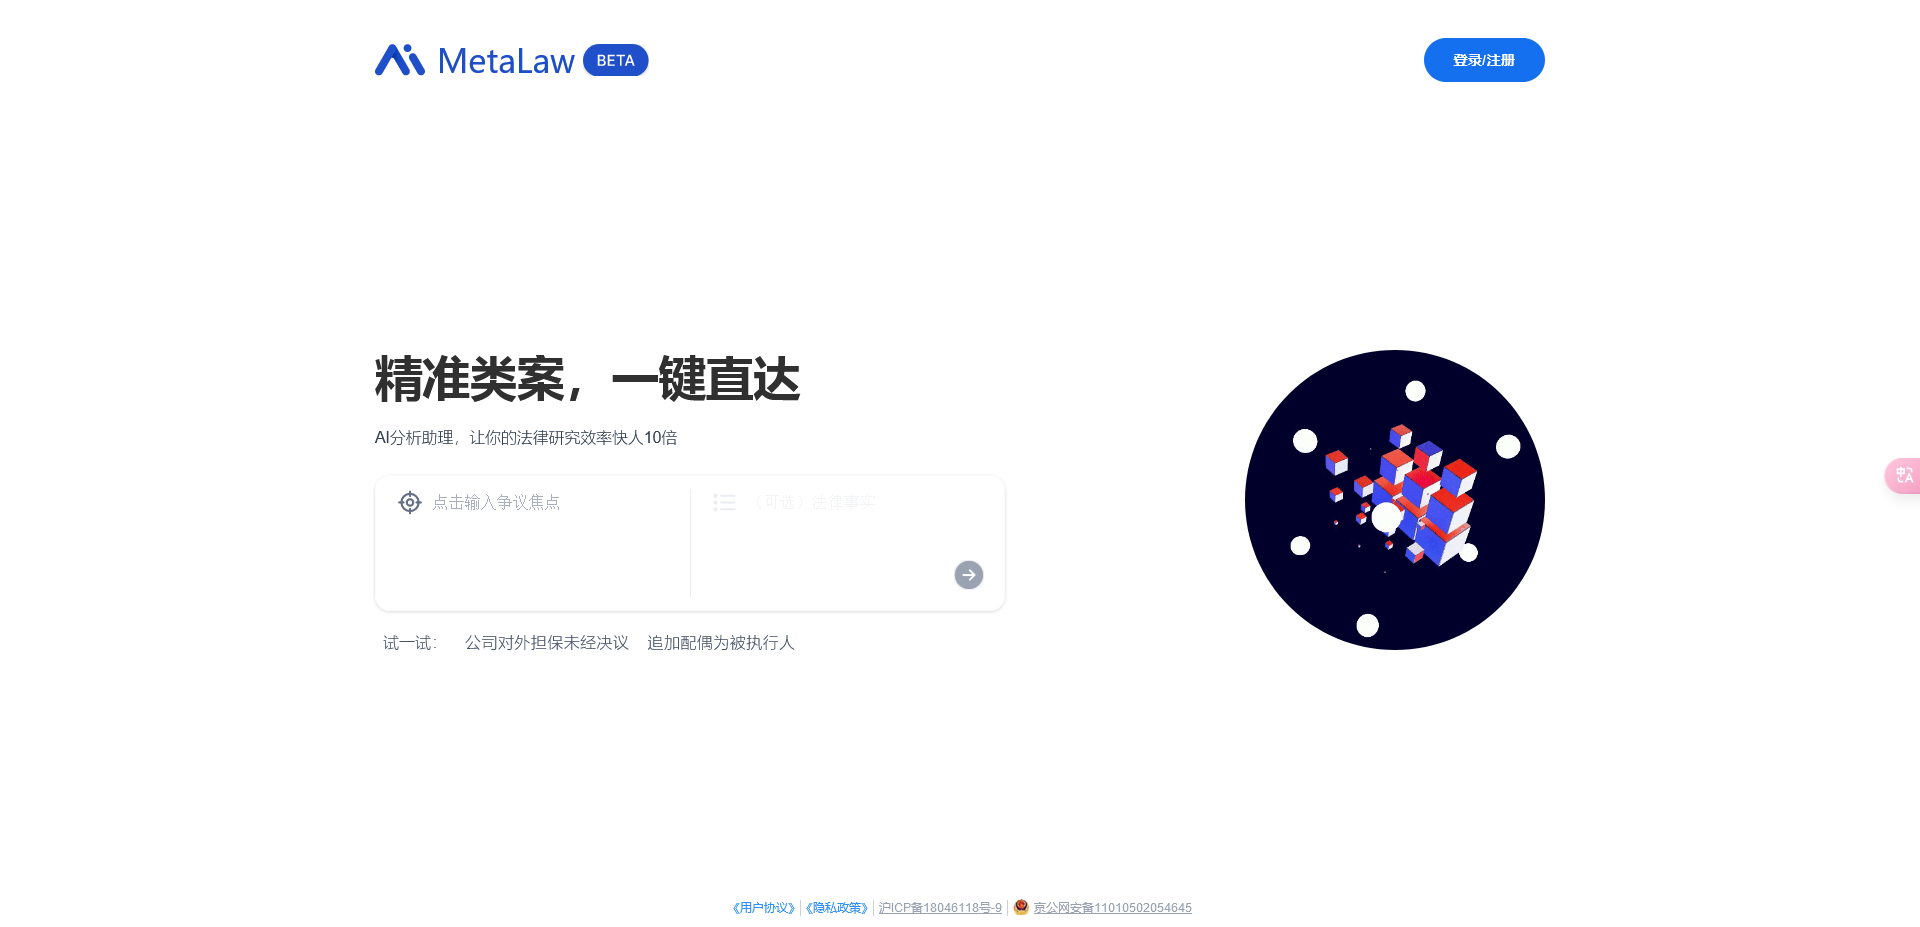 MetaLaw BETA
登录/注册
精准类案，一键直达
AI分析助理，让你的法律研究效率快人10倍
点击输入争议焦点
（可选）法律事实
试一试： 公司对外担保未经决议 追加配偶为被执行人
《用户协议》 《隐私政策》 沪ICP备18046118号-9 京公网安备11010502054645